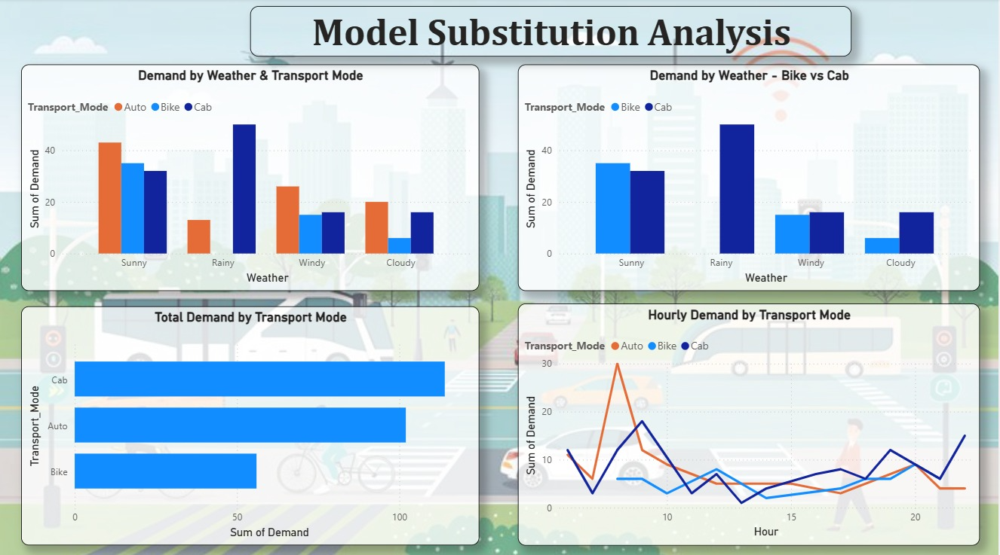 Model Substitution Analysis
Demand by Weather & Transport Mode
Transport_Mode Auto Bike Cab
Sum of Demand
40
20
0
Sunny Rainy Windy Cloudy
Weather
Demand by Weather - Bike vs Cab
Transport_Mode Bike Cab
Sum of Demand
40
20
0
Sunny Rainy Windy Cloudy
Weather
Total Demand by Transport Mode
Transport_Mode
Cab
Auto
Bike
0 50 100
Sum of Demand
Hourly Demand by Transport Mode
Transport_Mode Auto Bike Cab
Sum of Demand
30
20
10
0
10 15 20
Hour